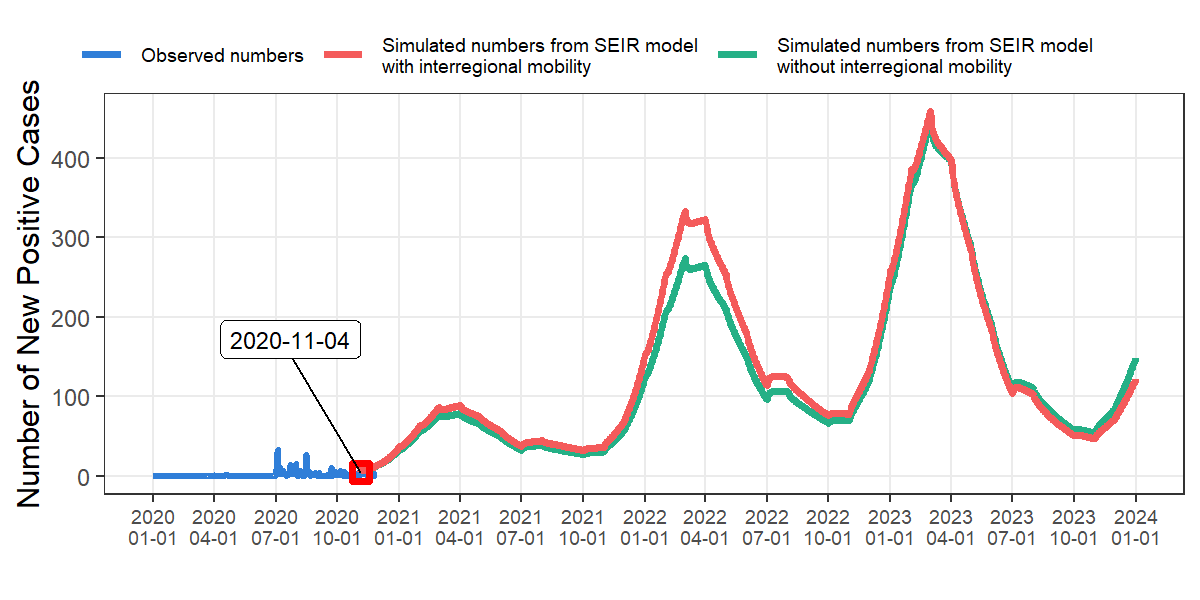 Observed numbers
Simulated numbers from SEIR model
with interregional mobility
Simulated numbers from SEIR model
without interregional mobility
Number of New Positive Cases
400
300
200
100
0
2020-11-04
2020 2020 2020 2020 2021 2021 2021 2021 2022 2022 2022 2022 2023 2023 2023 2023 2024
01-01 04-01 07-01 10-01 01-01 04-01 07-01 10-01 01-01 04-01 07-01 10-01 01-01 04-01 07-01 10-01 01-01